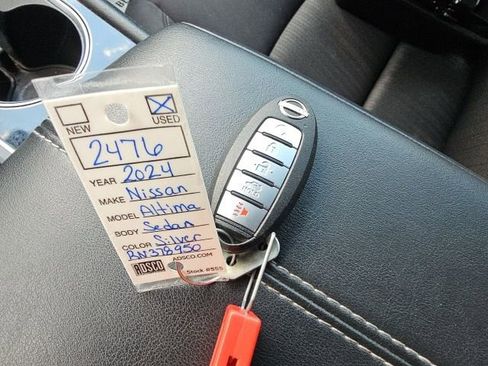 NEW
USED
2476
YEAR 2024
MAKE Nissan
MODEL Altima
BODY Sedan
COLOR Silver
RN378950
ADSCO
ADSCO.COM
Stock #555